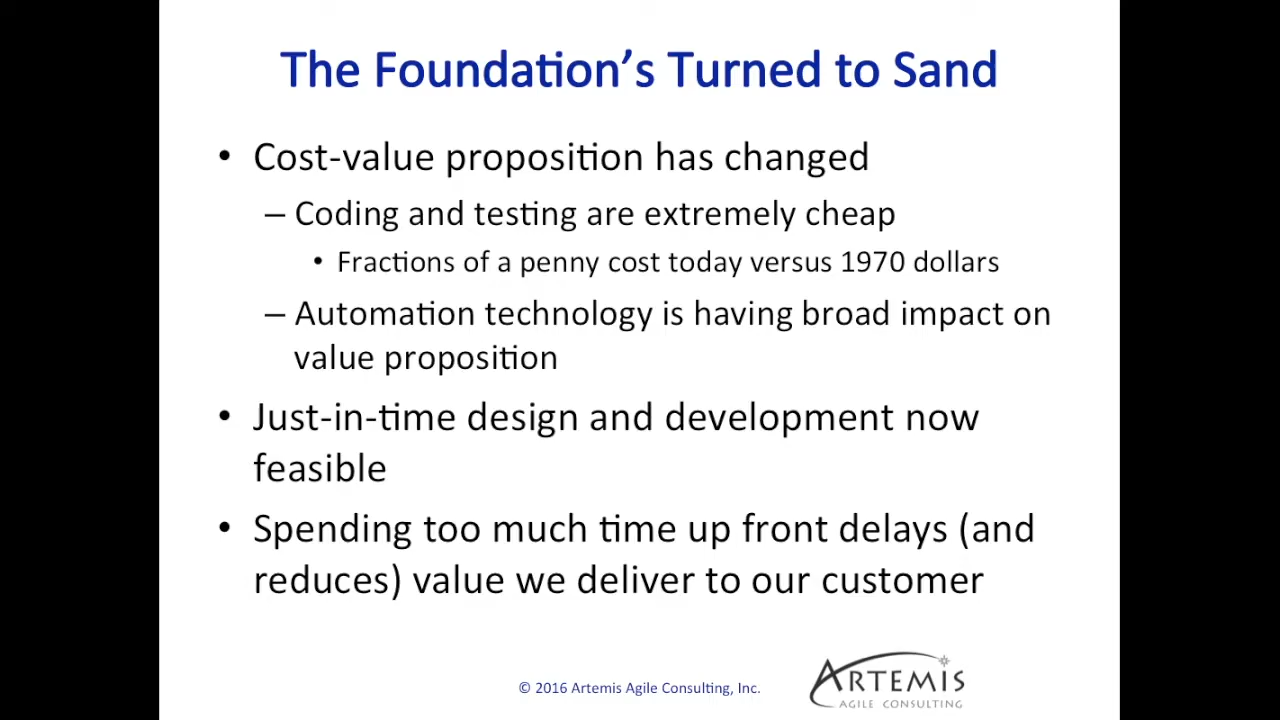 The Foundation’s Turned to Sand
• Cost-value proposition has changed
– Coding and testing are extremely cheap
• Fractions of a penny cost today versus 1970 dollars
– Automation technology is having broad impact on
value proposition
• Just-in-time design and development now
feasible
• Spending too much time up front delays (and
reduces) value we deliver to our customer
© 2016 Artemis Agile Consulting, Inc.
ARTEMIS
AGILE CONSULTING